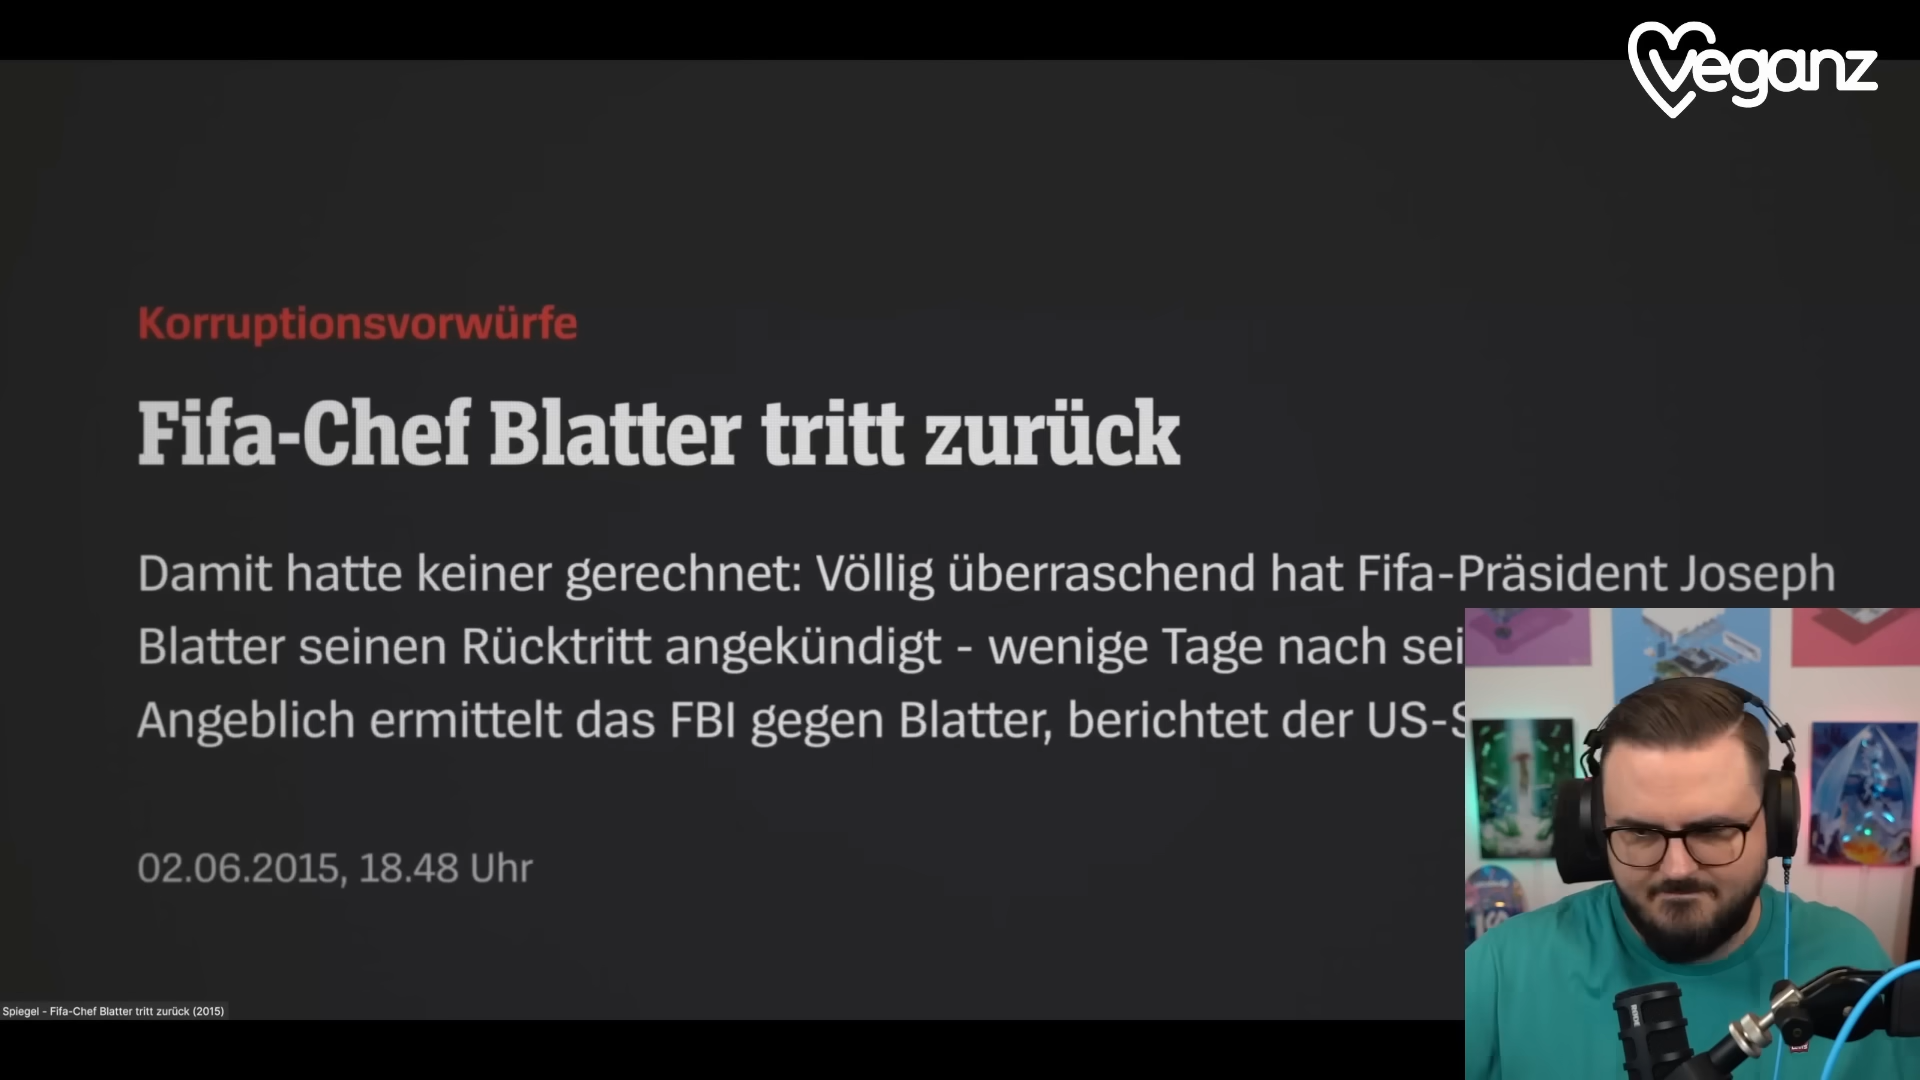 Veganz
Korruptionsvorwürfe
Fifa-Chef Blatter tritt zurück
Damit hatte keiner gerechnet: Völlig überraschend hat Fifa-Präsident Joseph
Blatter seinen Rücktritt angekündigt - wenige Tage nach sei
Angeblich ermittelt das FBI gegen Blatter, berichtet der US-S
02.06.2015, 18.48 Uhr
Spiegel - Fifa-Chef Blatter tritt zurück (2015)